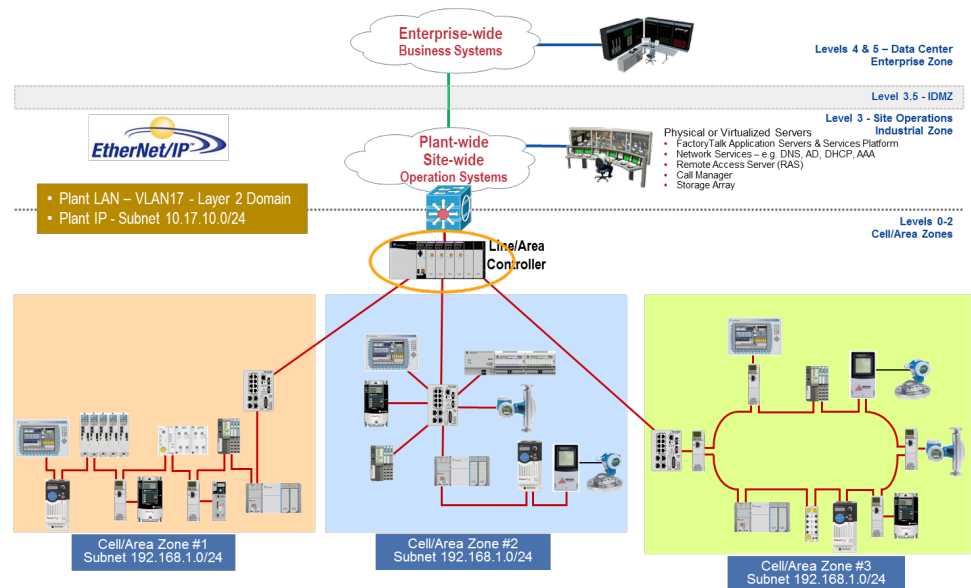 Enterprise-wide
Business Systems
Levels 4 & 5 – Data Center
Enterprise Zone
Level 3.5 - IDMZ
Level 3 - Site Operations
Industrial Zone
EtherNet/IP™
Plant-wide
Site-wide
Operation Systems
Physical or Virtualized Servers
• FactoryTalk Application Servers & Services Platform
• Network Services – e.g. DNS, AD, DHCP, AAA
• Remote Access Server (RAS)
• Call Manager
• Storage Array
• Plant LAN – VLAN17 - Layer 2 Domain
• Plant IP - Subnet 10.17.10.0/24
Levels 0-2
Cell/Area Zones
Line/Area
Controller
Cell/Area Zone #1
Subnet 192.168.1.0/24
Cell/Area Zone #2
Subnet 192.168.1.0/24
Cell/Area Zone #3
Subnet 192.168.1.0/24